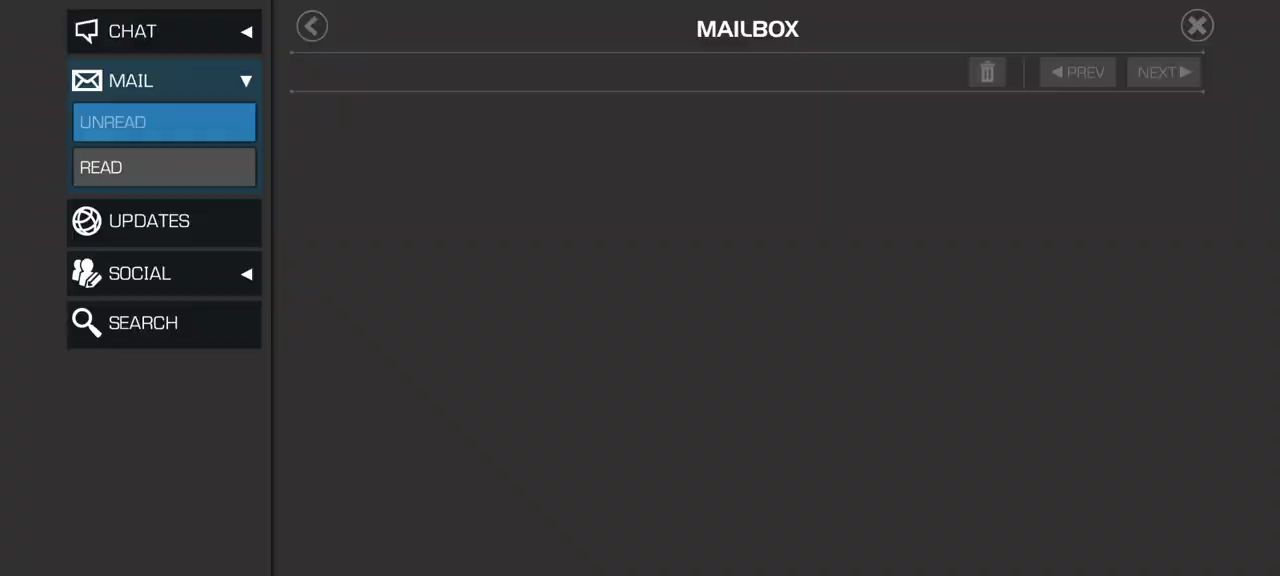 CHAT
MAIL
UNREAD
READ
UPDATES
SOCIAL
SEARCH
MAILBOX
PREV
NEXT